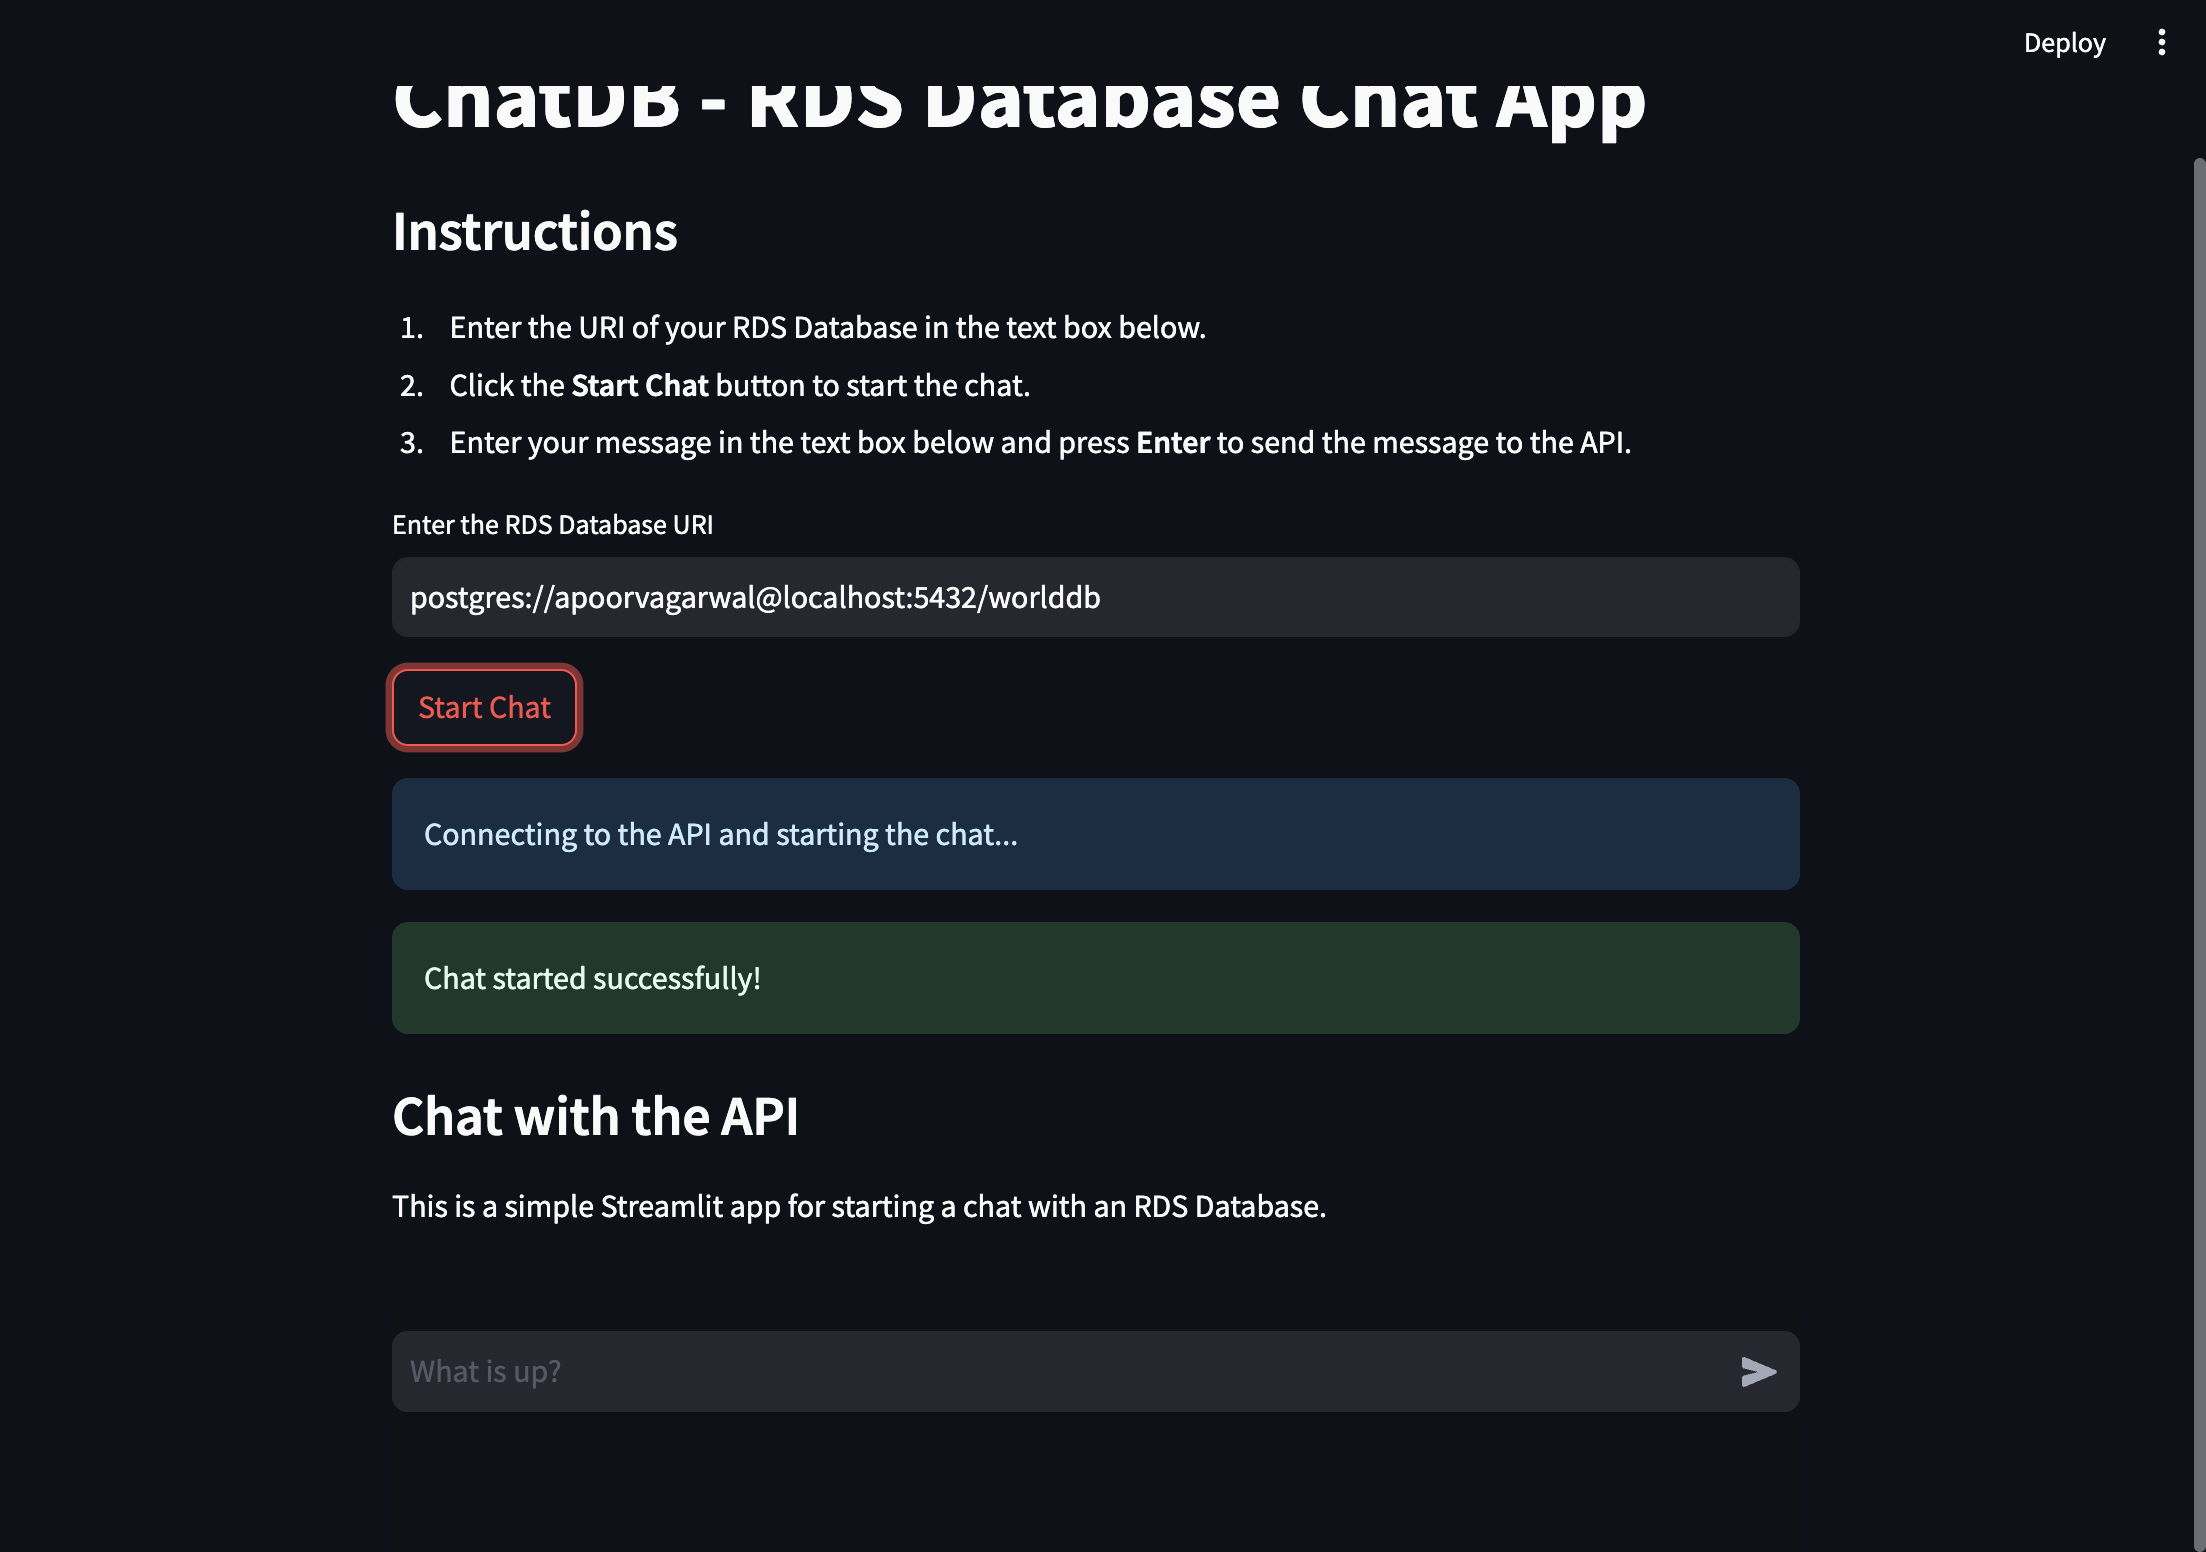 Deploy
ChatDB - RDS Database Chat App
Instructions
1. Enter the URI of your RDS Database in the text box below.
2. Click the Start Chat button to start the chat.
3. Enter your message in the text box below and press Enter to send the message to the API.
Enter the RDS Database URI
postgres://apoorvagarwal@localhost:5432/worlddb
Start Chat
Connecting to the API and starting the chat...
Chat started successfully!
Chat with the API
This is a simple Streamlit app for starting a chat with an RDS Database.
What is up?